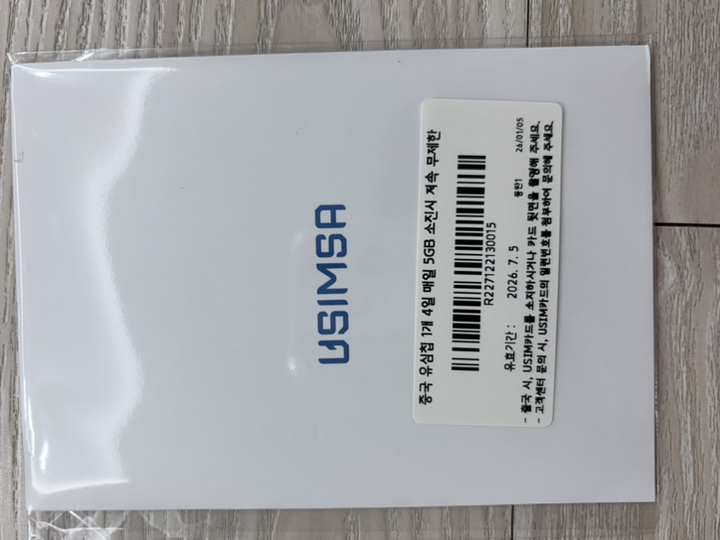 USIMSA
중국 유심칩 1개 4일 매일 5GB 소진시 저속 무제한
R227122130015
유효기간 : 2026. 7. 5 동탄1 26/01/05
- 출국 시, USIM카드를 소지하시거나 카드 뒷면을 촬영해 주세요.
- 고객센터 문의 시, USIM카드의 일련번호를 첨부하여 문의해 주세요.